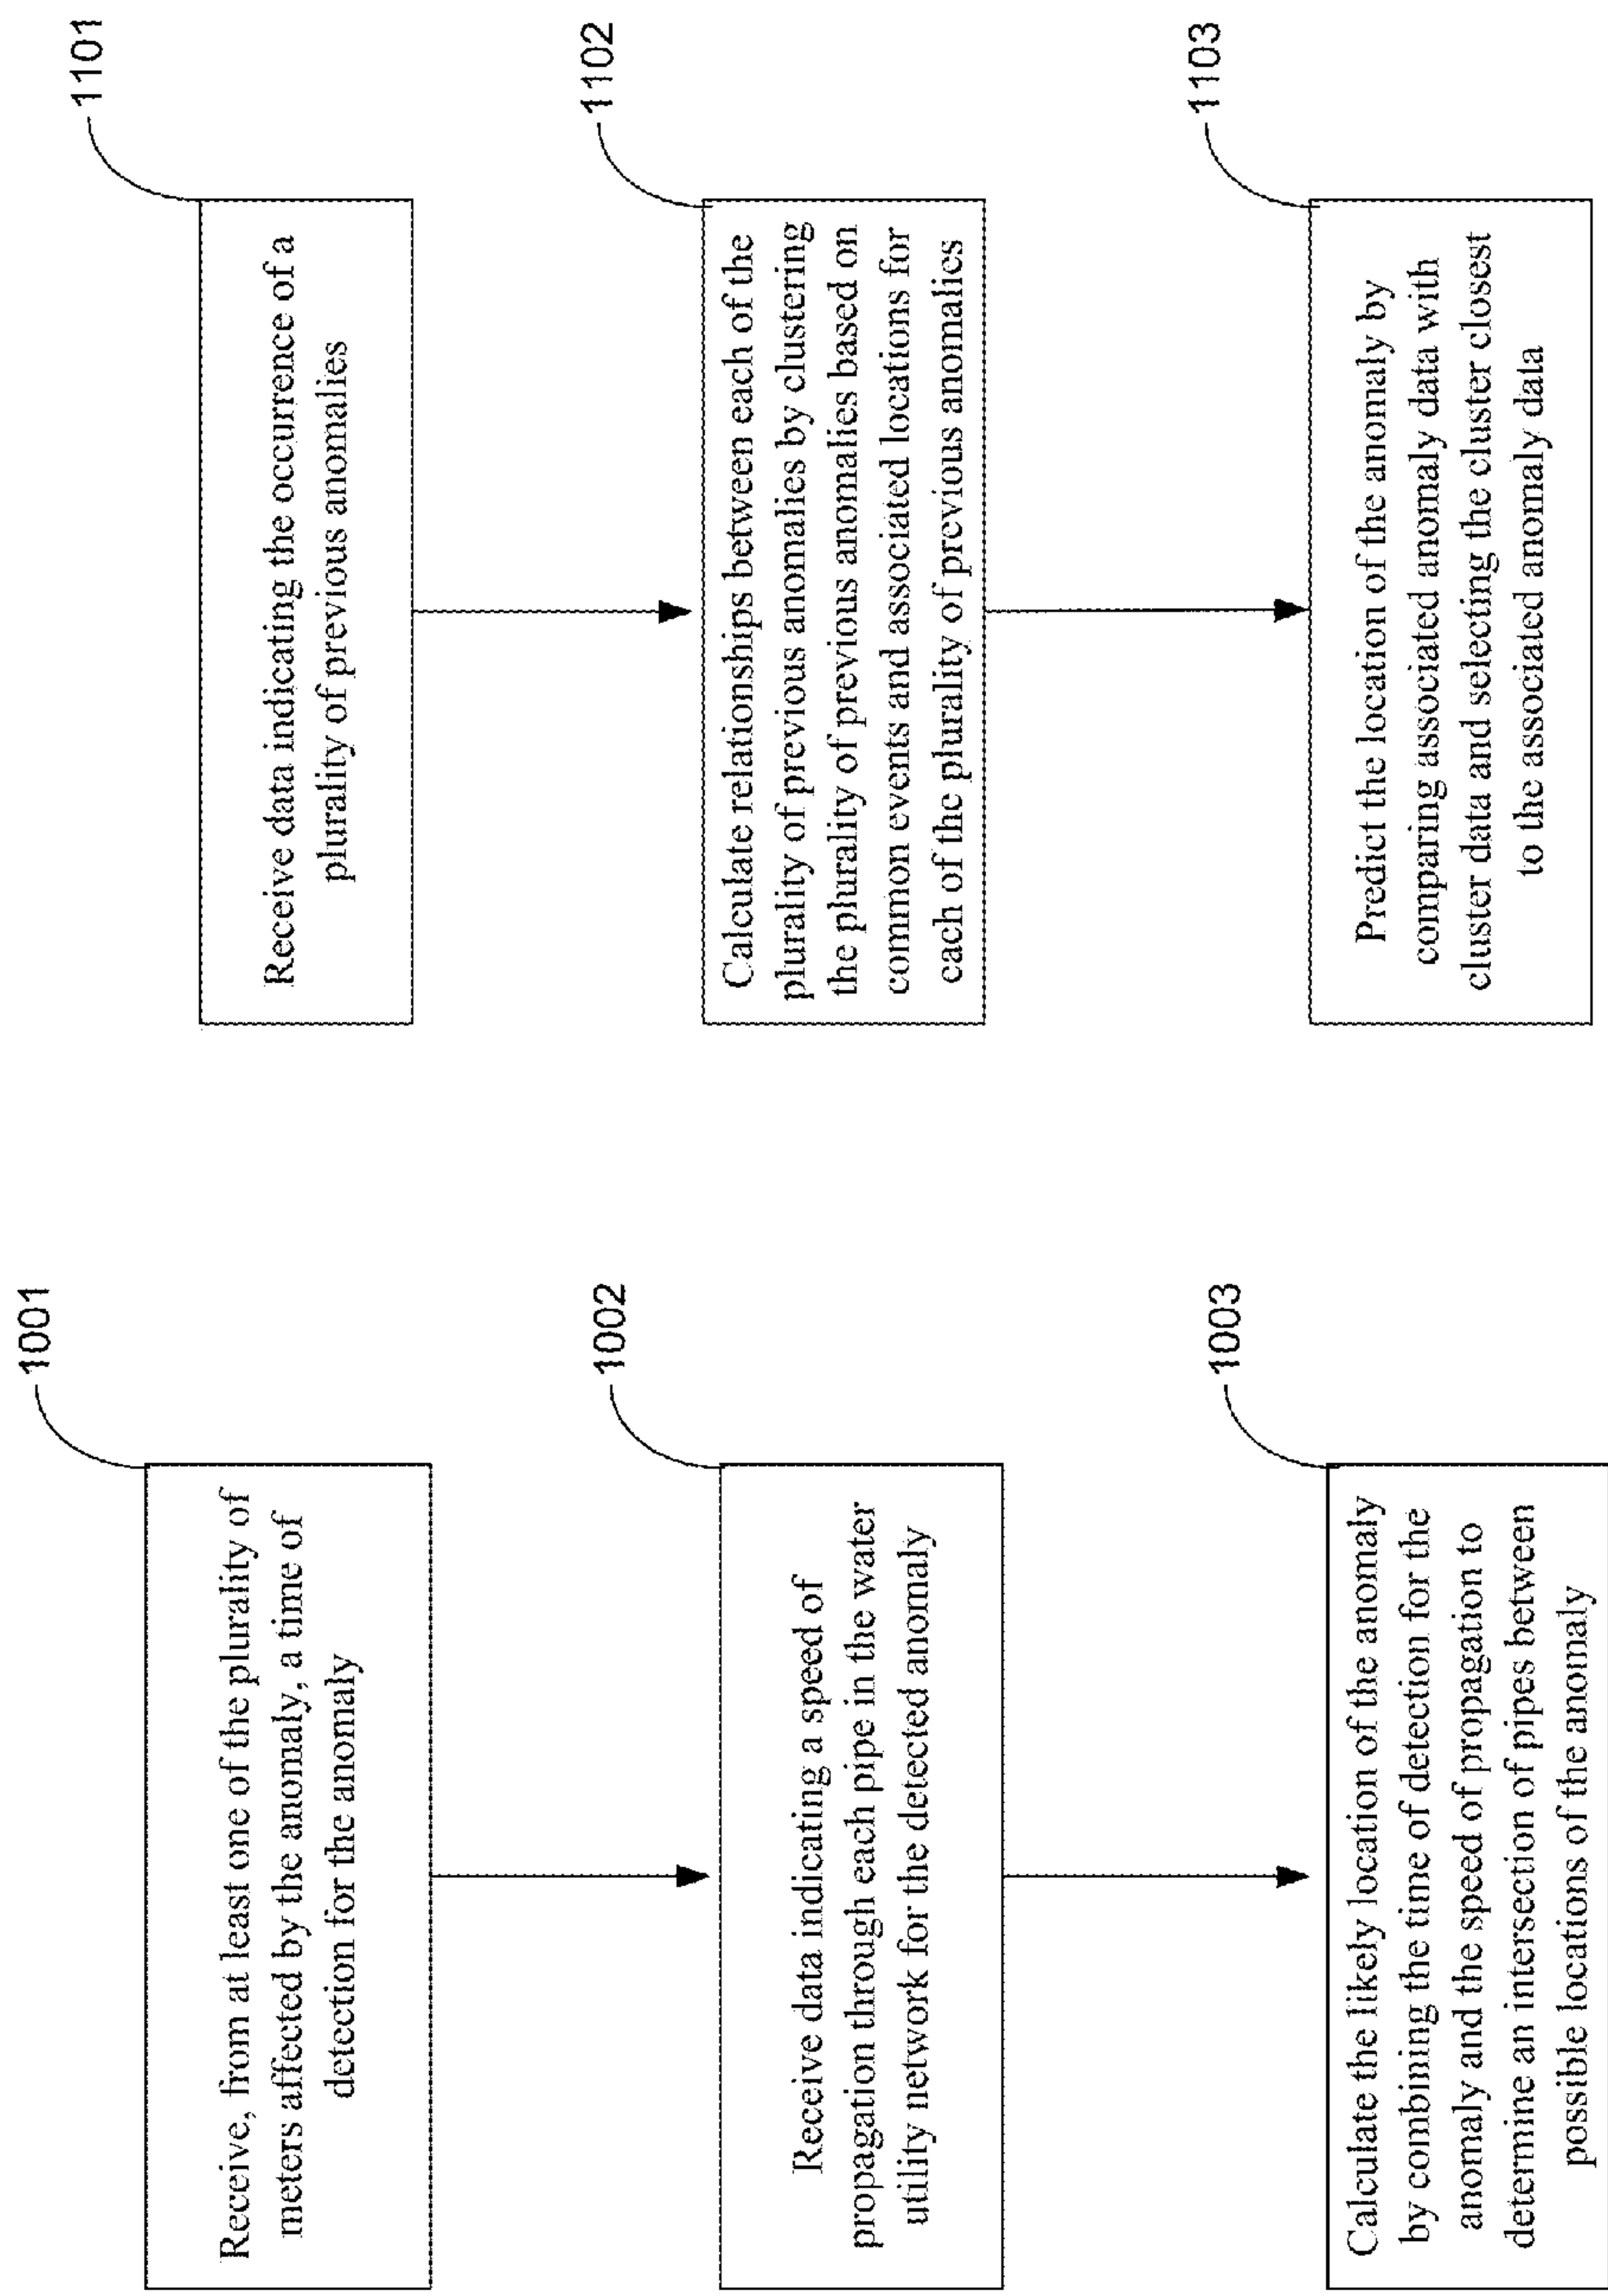 1001
Receive, from at least one of the plurality of
meters affected by the anomaly, a time of
detection for the anomaly
1002
Receive data indicating a speed of
propagation through each pipe in the water
utility network for the detected anomaly
1003
Calculate the likely location of the anomaly
by combining the time of detection for the
anomaly and the speed of propagation to
determine an intersection of pipes between
possible locations of the anomaly
1101
Receive data indicating the occurrence of a
plurality of previous anomalies
1102
Calculate relationships between each of the
plurality of previous anomalies by clustering
the plurality of previous anomalies based on
common events and associated locations for
each of the plurality of previous anomalies
1103
Predict the location of the anomaly by
comparing associated anomaly data with
cluster data and selecting the cluster closest
to the associated anomaly data